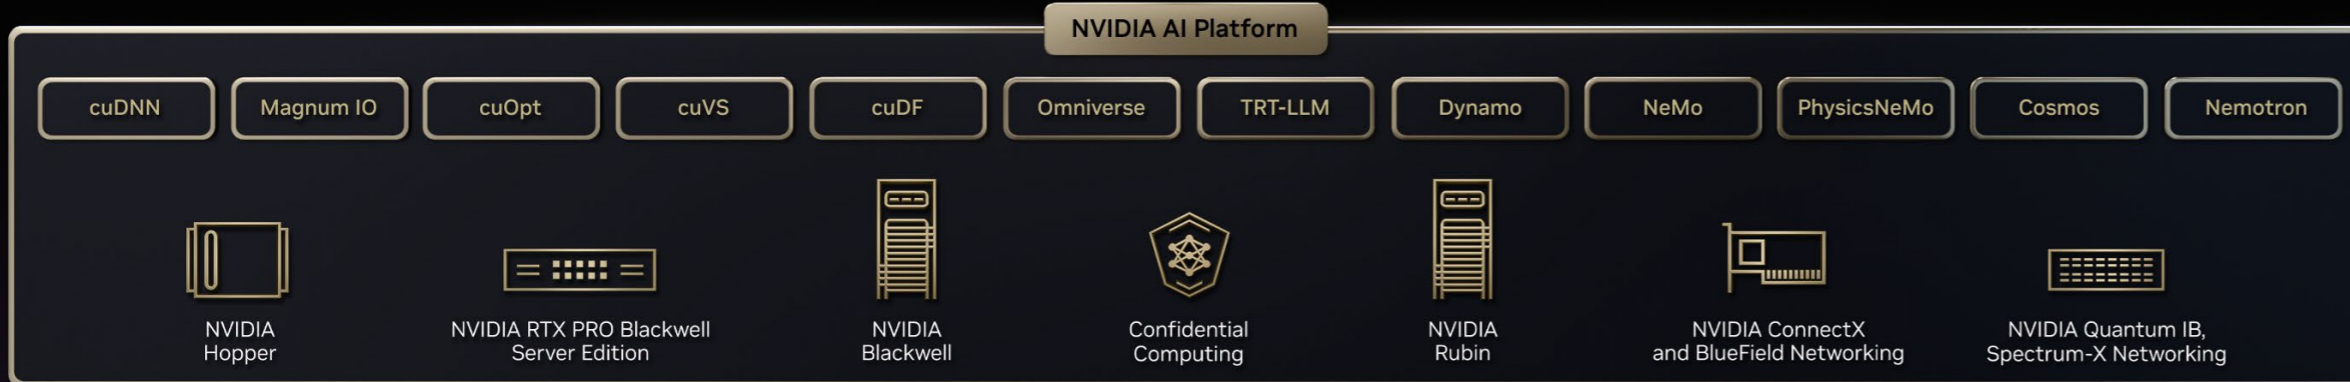 NVIDIA AI Platform
cuDNN
Magnum IO
cuOpt
cuVS
cuDF
Omniverse
TRT-LLM
Dynamo
NeMo
PhysicsNeMo
Cosmos
Nemotron
NVIDIA
Hopper
NVIDIA RTX PRO Blackwell
Server Edition
NVIDIA
Blackwell
Confidential
Computing
NVIDIA
Rubin
NVIDIA ConnectX
and BlueField Networking
NVIDIA Quantum IB,
Spectrum-X Networking